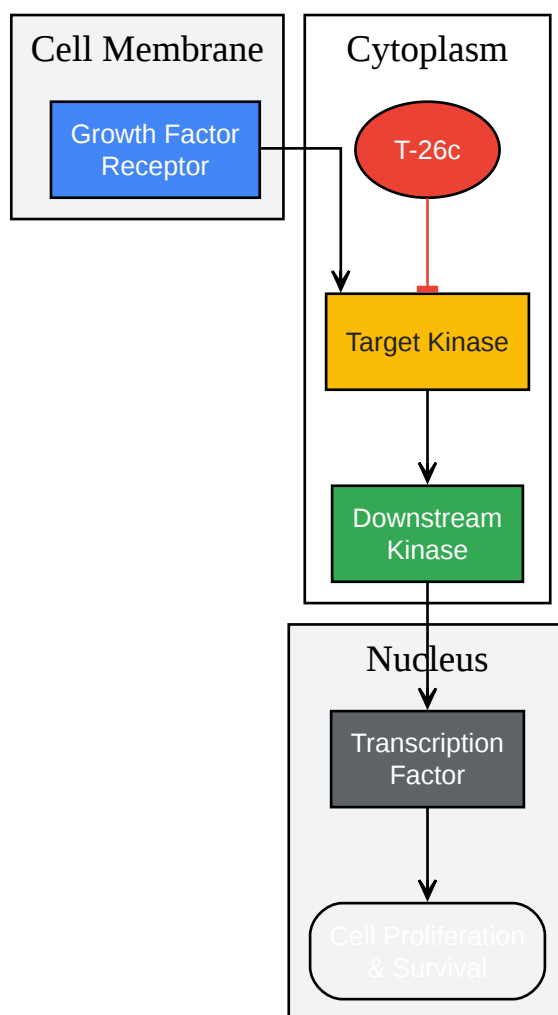 Cell Membrane
Growth Factor
Receptor
Cytoplasm
T-26c
Target Kinase
Downstream
Kinase
Nucleus
Transcription
Factor
Cell Proliferation
& Survival